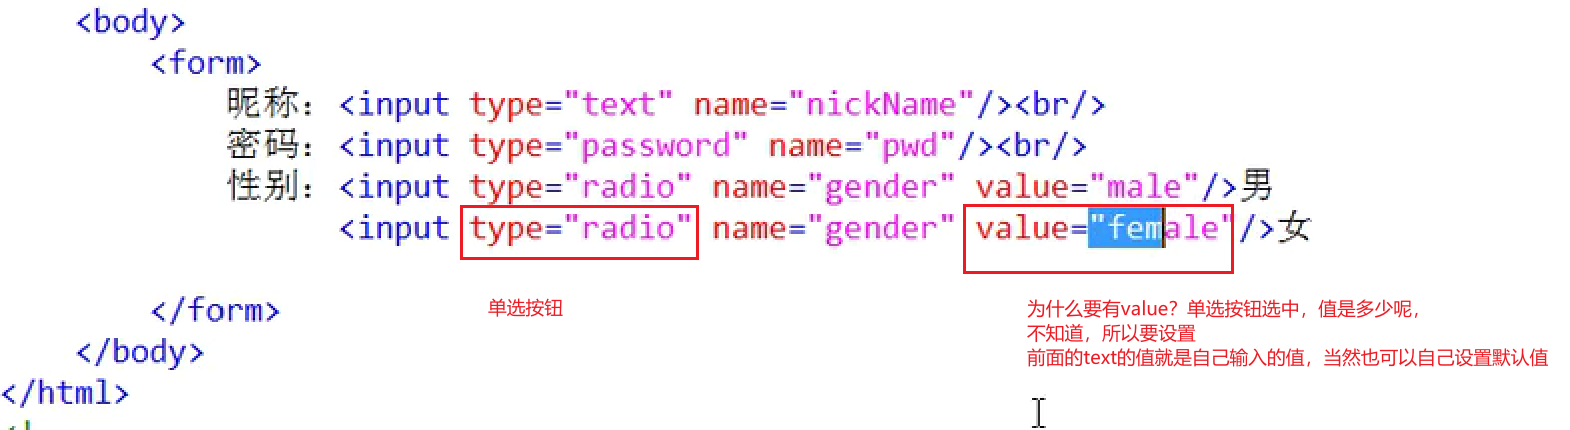 <body>
<form>
昵称：<input type="text" name="nickName"/><br/>
密码：<input type="password" name="pwd"/><br/>
性别：<input type="radio" name="gender" value="male"/>男
<input type="radio" name="gender" value="female"/>女
</form>
单选按钮
为什么要有value？单选按钮选中，值是多少呢，
不知道，所以要设置
前面的text的值就是自己输入的值，当然也可以自己设置默认值
</body>
</html>